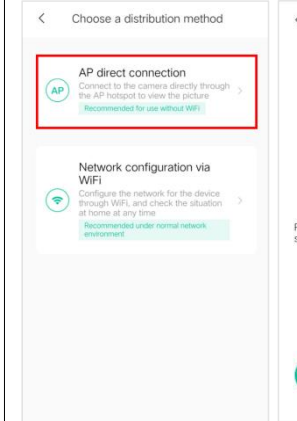 Choose a distribution method
AP direct connection
AP
Connect to the camera directly through
the AP hotspot to view the picture
Recommended for use without WiFi
Network configuration via
WiFi
Configure the network for the device
through WiFi, and check the situation
at home at any time
Recommended under normal network
environment